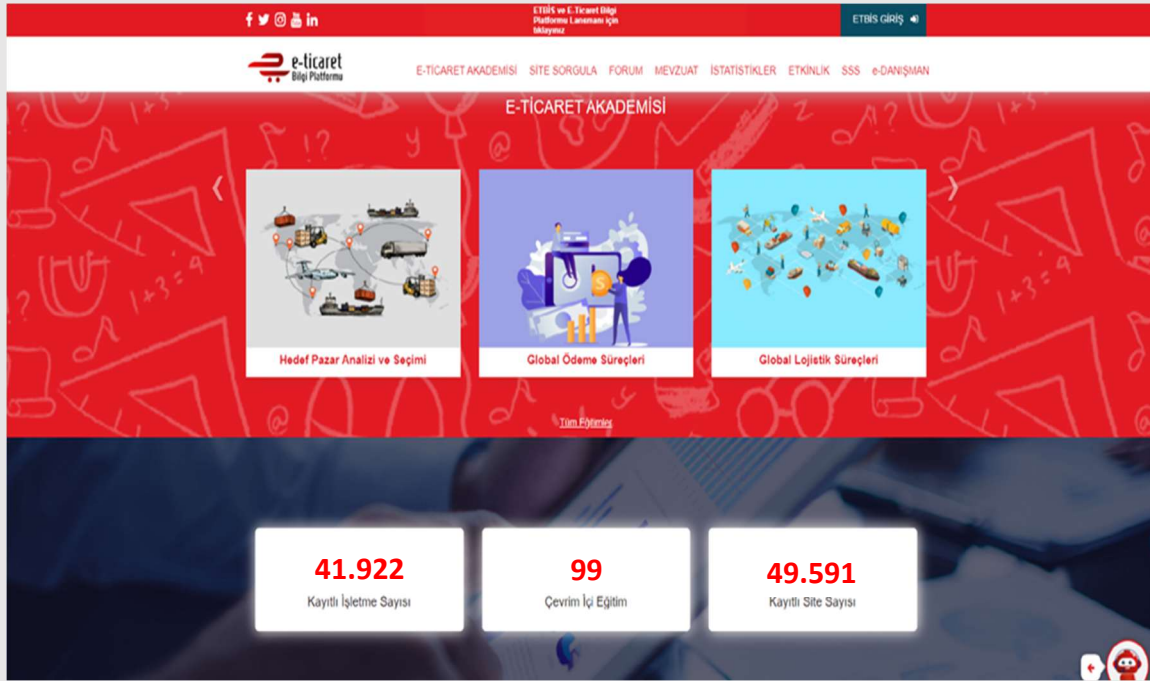 ETBİS ve E-Ticaret Bilgi
Platformu Lansmanı için
tıklayınız
ETBİS GİRİŞ
e-ticaret
Bilgi Platformu
E-TİCARET AKADEMİSİ SİTE SORGULA FORUM MEVZUAT İSTATİSTİKLER ETKİNLİK SSS e-DANIŞMAN
E-TİCARET AKADEMİSİ
Hedef Pazar Analizi ve Seçimi
Global Ödeme Süreçleri
Global Lojistik Süreçleri
Tüm Eğitimler
41.922
Kayıtlı İşletme Sayısı
99
Çevrim İçi Eğitim
49.591
Kayıtlı Site Sayısı